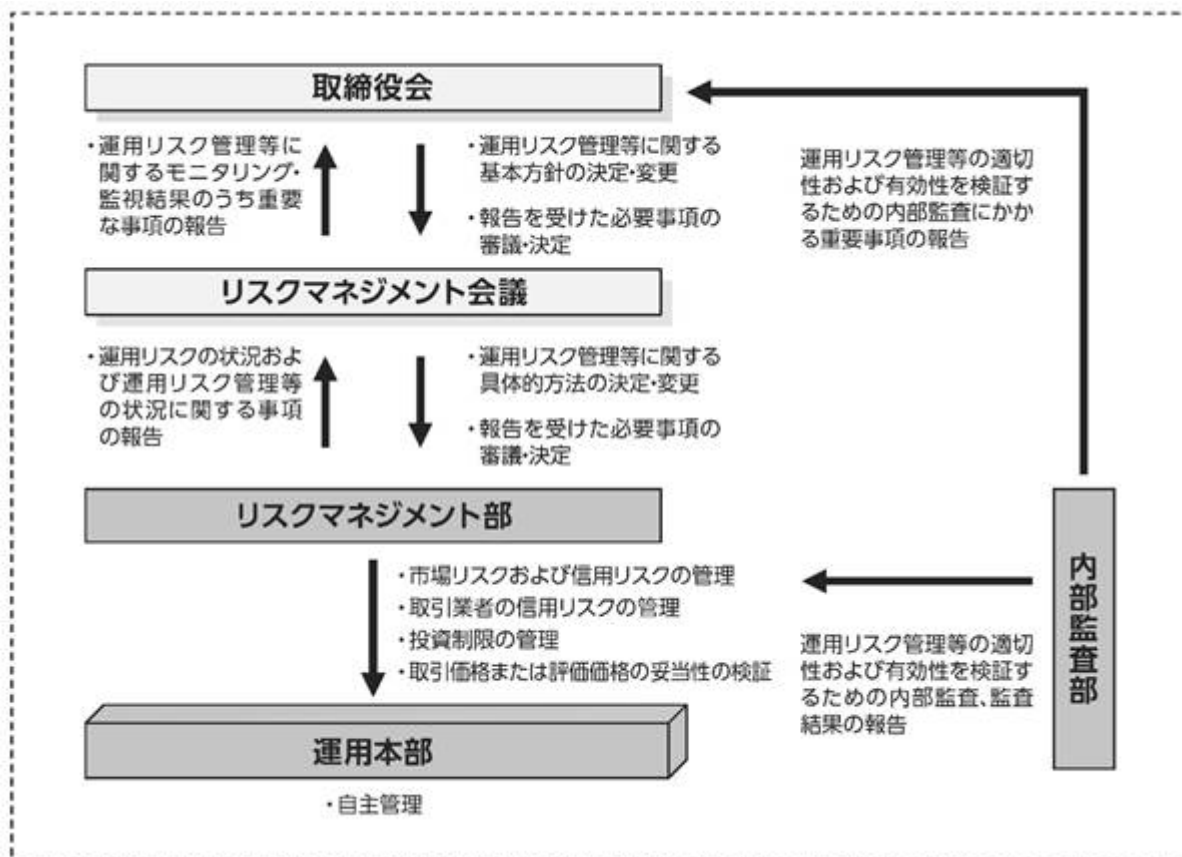 取締役会
・運用リスク管理等に
関するモニタリング・
監視結果のうち重要
な事項の報告
・運用リスク管理等に関する
基本方針の決定・変更
・報告を受けた必要事項の
審議・決定
運用リスク管理等の適切
性および有効性を検証す
るための内部監査にかか
る重要事項の報告
リスクマネジメント会議
・運用リスクの状況およ
び運用リスク管理等
の状況に関する事項
の報告
・運用リスク管理等に関する
具体的方法の決定・変更
・報告を受けた必要事項の
審議・決定
リスクマネジメント部
・市場リスクおよび信用リスクの管理
・取引業者の信用リスクの管理
・投資制限の管理
・取引価格または評価価格の妥当性の検証
運用リスク管理等の適切
性および有効性を検証す
るための内部監査、監査
結果の報告
内部監査部
運用本部
・自主管理